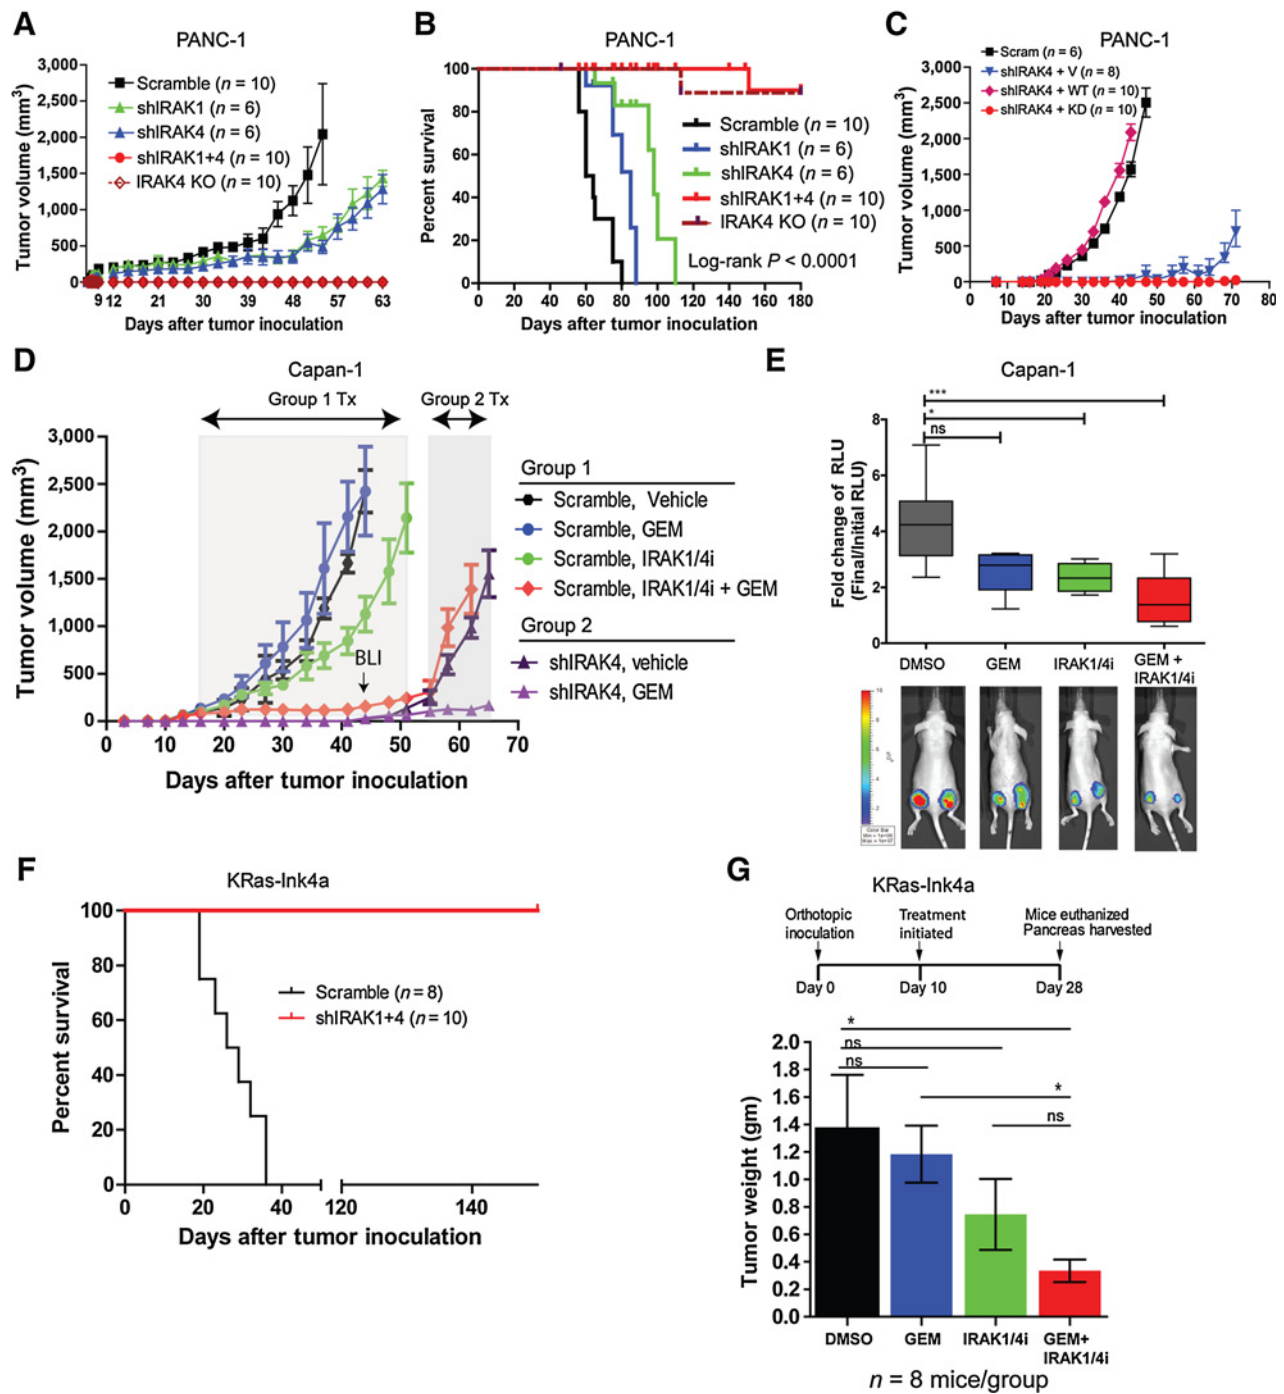 A
PANC-1
Tumor volume (mm3)
3,000
2,500
2,000
1,500
1,000
500
0
Scramble (n = 10)
shIRAK1 (n = 6)
shIRAK4 (n = 6)
shIRAK1+4 (n = 10)
IRAK4 KO (n = 10)
9 12 21 30 39 48 57 63
Days after tumor inoculation
B
PANC-1
Percent survival
100
80
60
40
20
0
Scramble (n = 10)
shIRAK1 (n = 6)
shIRAK4 (n = 6)
shIRAK1+4 (n = 10)
IRAK4 KO (n = 10)
Log-rank P < 0.0001
0 20 40 60 80 100 120 140 160 180
Days after tumor inoculation
C
PANC-1
Scram (n = 6)
shIRAK4 + V (n = 8)
shIRAK4 + WT (n = 10)
shIRAK4 + KD (n = 10)
Tumor volume (mm3)
3,000
2,500
2,000
1,500
1,000
500
0
0 10 20 30 40 50 60 70 80
Days after tumor inoculation
D
Capan-1
Group 1 Tx
Group 2 Tx
Tumor volume (mm3)
3,000
2,500
2,000
1,500
1,000
500
0
BLI
0 10 20 30 40 50 60 70
Days after tumor inoculation
Group 1
Scramble, Vehicle
Scramble, GEM
Scramble, IRAK1/4i
Scramble, IRAK1/4i + GEM
Group 2
shIRAK4, vehicle
shIRAK4, GEM
E
Capan-1
***
*
ns
Fold change of RLU
(Final/Initial RLU)
8
6
4
2
0
DMSO
GEM
IRAK1/4i
GEM +
IRAK1/4i
F
KRas-Ink4a
Percent survival
100
80
60
40
20
0
Scramble (n = 8)
shIRAK1+4 (n = 10)
0 20 40 120 140
Days after tumor inoculation
G
KRas-Ink4a
Orthotopic
inoculation
Treatment
initiated
Mice euthanized
Pancreas harvested
Day 0
Day 10
Day 28
*
ns
ns
*
ns
Tumor weight (gm)
2.0
1.8
1.6
1.4
1.2
1.0
0.8
0.6
0.4
0.2
0.0
DMSO
GEM
IRAK1/4i
GEM+
IRAK1/4i
n = 8 mice/group